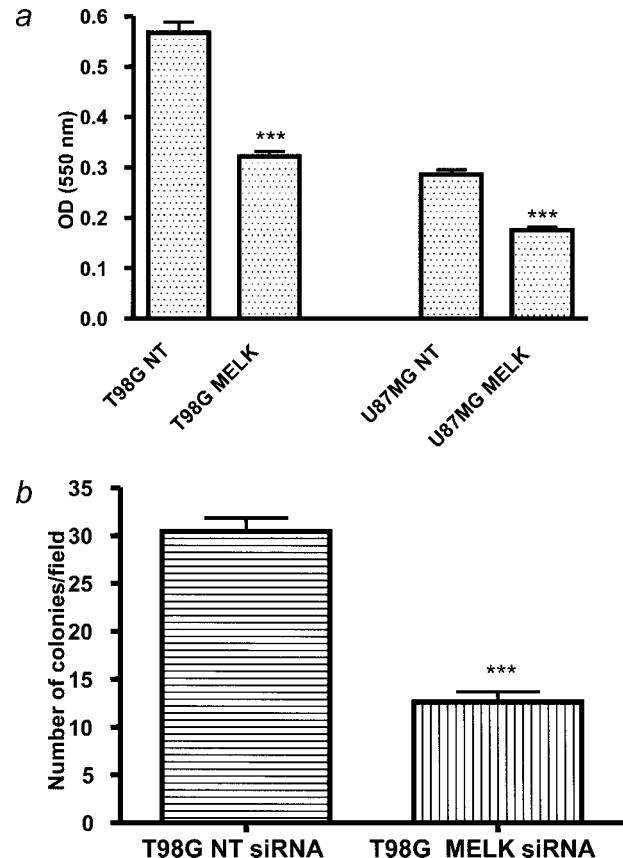 a
0.6
0.5
0.4
0.3
0.2
0.1
0.0
OD (550 nm)
***
***
T98G NT
T98G MELK
U87MG NT
U87MG MELK
b
35
30
25
20
15
10
5
0
Number of colonies/field
***
T98G NT siRNA
T98G MELK siRNA